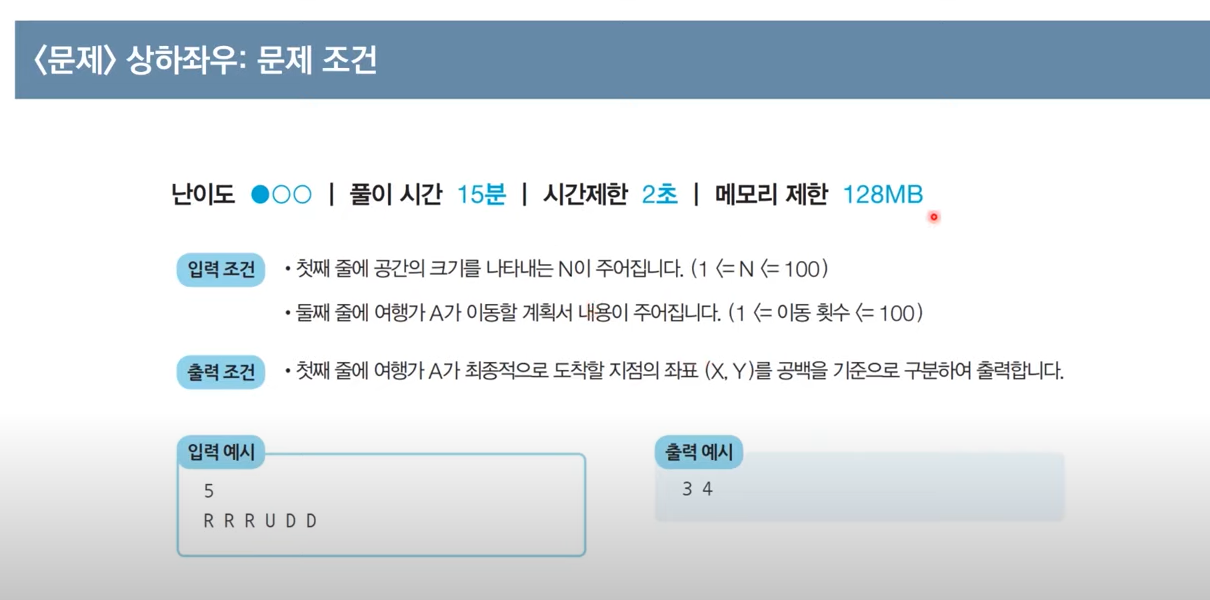 〈문제〉 상하좌우: 문제 조건
난이도 ●○○ | 풀이 시간 15분 | 시간제한 2초 | 메모리 제한 128MB
입력 조건 • 첫째 줄에 공간의 크기를 나타내는 N이 주어집니다. (1 <= N <= 100)
• 둘째 줄에 여행가 A가 이동할 계획서 내용이 주어집니다. (1 <= 이동 횟수 <= 100)
출력 조건 • 첫째 줄에 여행가 A가 최종적으로 도착할 지점의 좌표 (X, Y)를 공백을 기준으로 구분하여 출력합니다.
입력 예시
5
R R R U D D
출력 예시
3 4